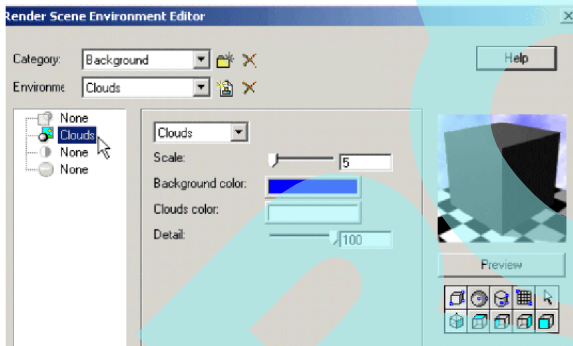 Render Scene Environment Editor
Category: Background
Help
Environme Clouds
None
Clouds
None
None
Clouds
Scale: 5
Background color:
Clouds color:
Detail: 100
Preview